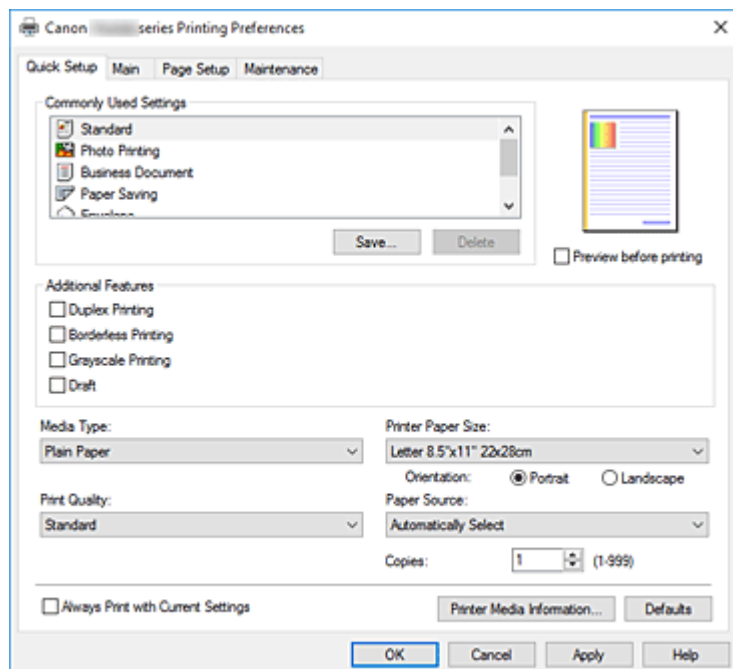 Canon series Printing Preferences
Quick Setup Main Page Setup Maintenance
Commonly Used Settings
Standard
Photo Printing
Business Document
Paper Saving
Envelope
Save... Delete
Preview before printing
Additional Features
Duplex Printing
Borderless Printing
Grayscale Printing
Draft
Media Type: Printer Paper Size:
Plain Paper Letter 8.5"x11" 22x28cm
Orientation: Portrait Landscape
Print Quality: Paper Source:
Standard Automatically Select
Copies: 1 (1-999)
Always Print with Current Settings Printer Media Information... Defaults
OK Cancel Apply Help